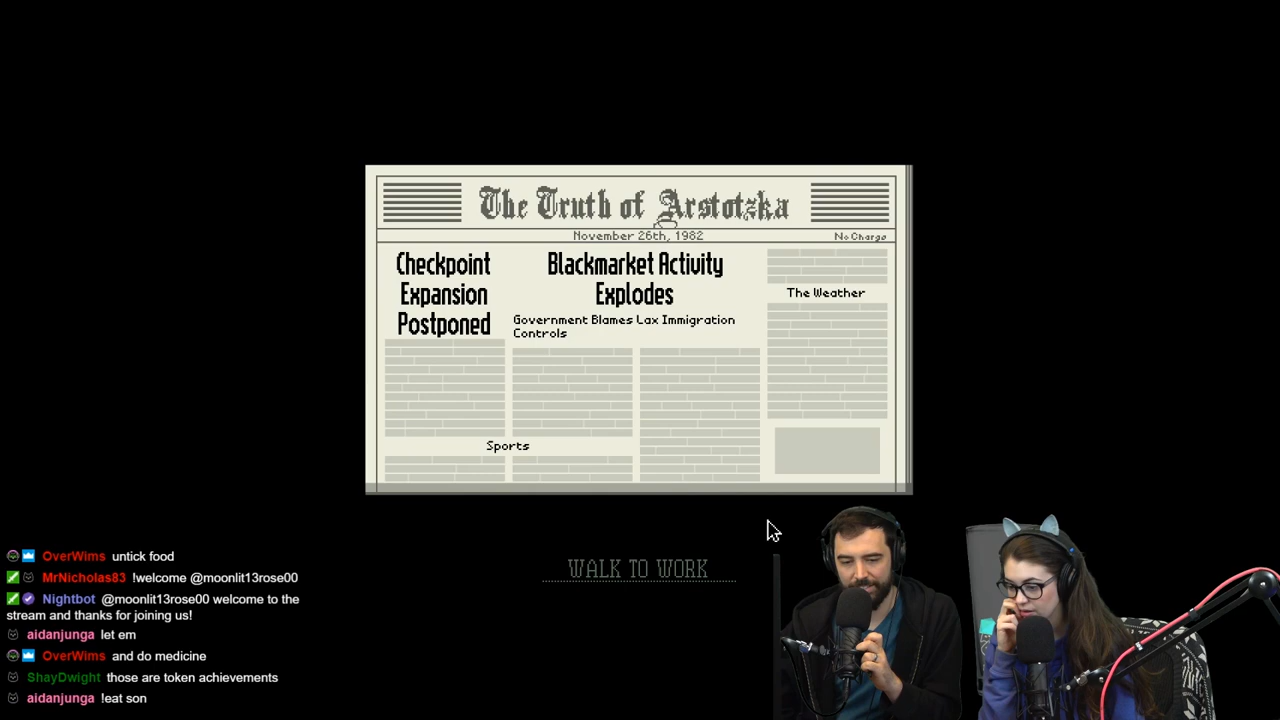 The Truth of Arstotzka
November 26th, 1982
No Charge
Checkpoint
Expansion
Postponed
Blackmarket Activity
Explodes
Government Blames Lax Immigration
Controls
The Weather
Sports
WALK TO WORK
OverWims untick food
MrNicholas83 !welcome @moonlit13rose00
Nightbot @moonlit13rose00 welcome to the
stream and thanks for joining us!
aidanjunga let em
OverWims and do medicine
ShayDwight those are token achievements
aidanjunga !eat son